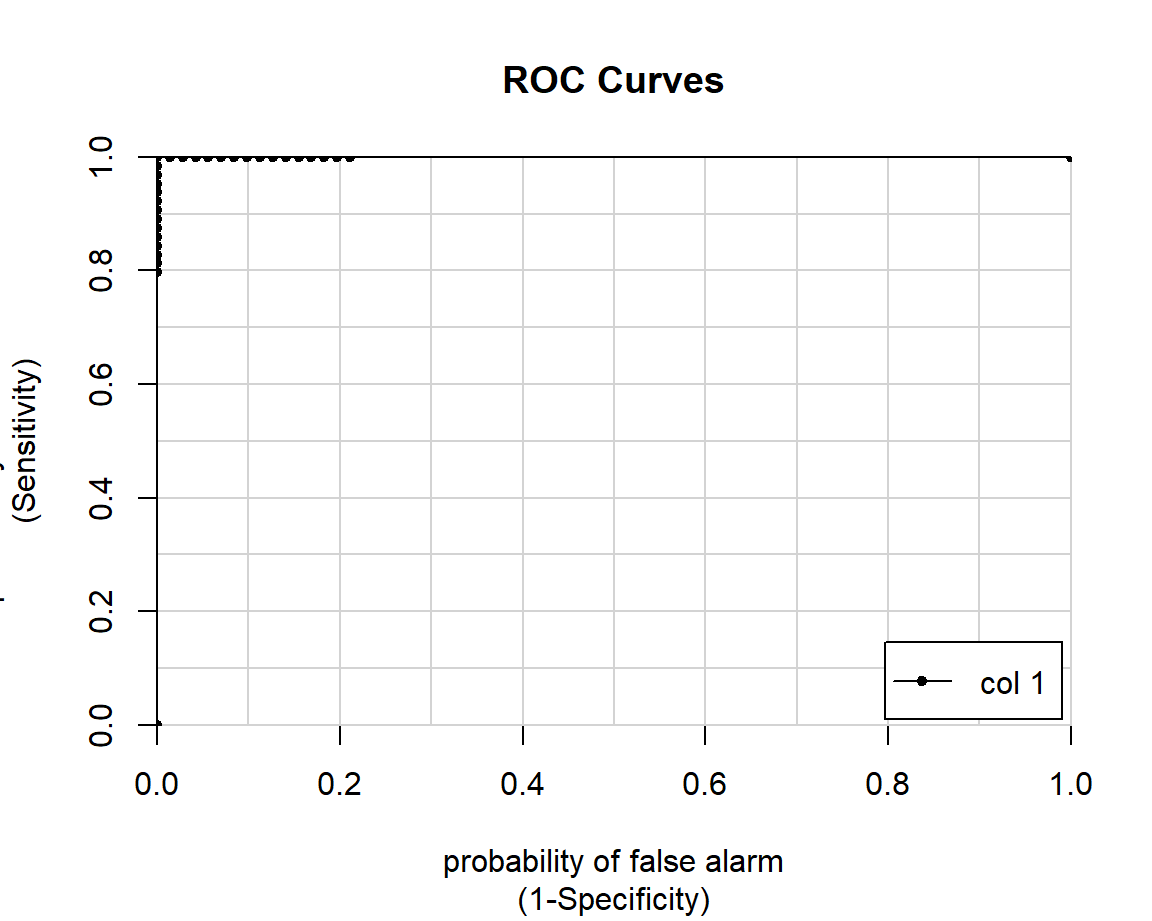 ROC Curves
1.0
0.8
0.6
0.4
0.2
0.0
(Sensitivity)
col 1
0.0 0.2 0.4 0.6 0.8 1.0
probability of false alarm
(1-Specificity)